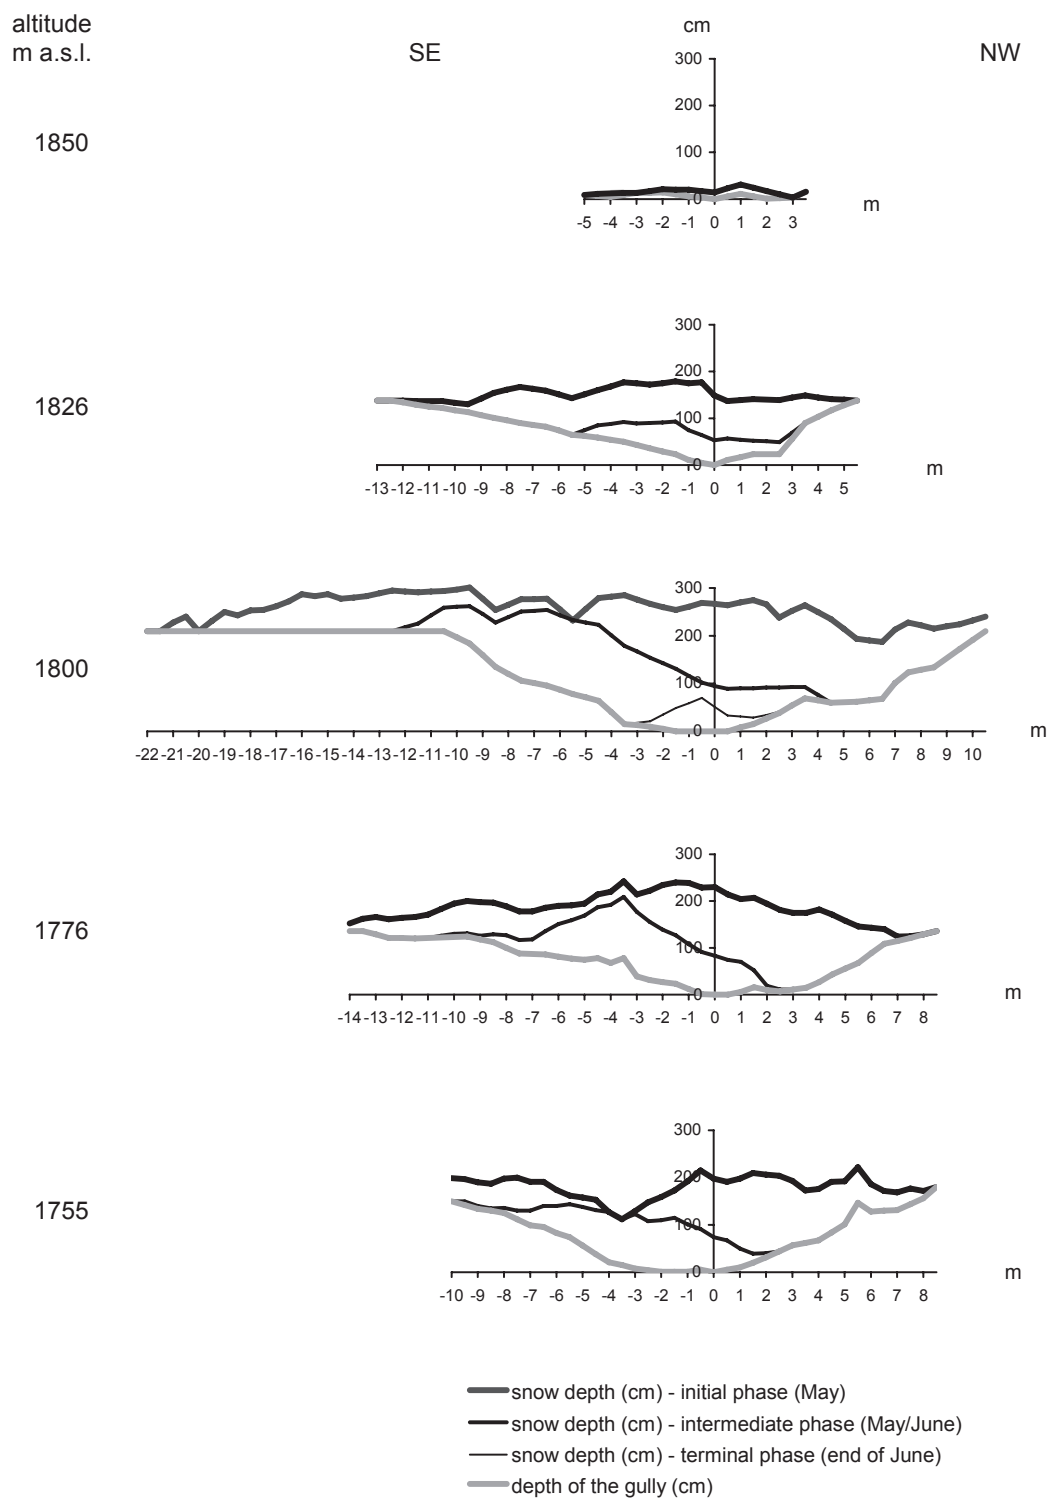 altitude
m a.s.l.
SE
cm
NW
300
200
100
0
1850
m
-5 -4 -3 -2 -1 0 1 2 3
300
200
100
0
1826
m
-13 -12 -11 -10 -9 -8 -7 -6 -5 -4 -3 -2 -1 0 1 2 3 4 5
300
200
100
0
1800
m
-22 -21 -20 -19 -18 -17 -16 -15 -14 -13 -12 -11 -10 -9 -8 -7 -6 -5 -4 -3 -2 -1 0 1 2 3 4 5 6 7 8 9 10
300
200
100
0
1776
m
-14 -13 -12 -11 -10 -9 -8 -7 -6 -5 -4 -3 -2 -1 0 1 2 3 4 5 6 7 8
300
200
100
0
1755
m
-10 -9 -8 -7 -6 -5 -4 -3 -2 -1 0 1 2 3 4 5 6 7 8
snow depth (cm) - initial phase (May)
snow depth (cm) - intermediate phase (May/June)
snow depth (cm) - terminal phase (end of June)
depth of the gully (cm)